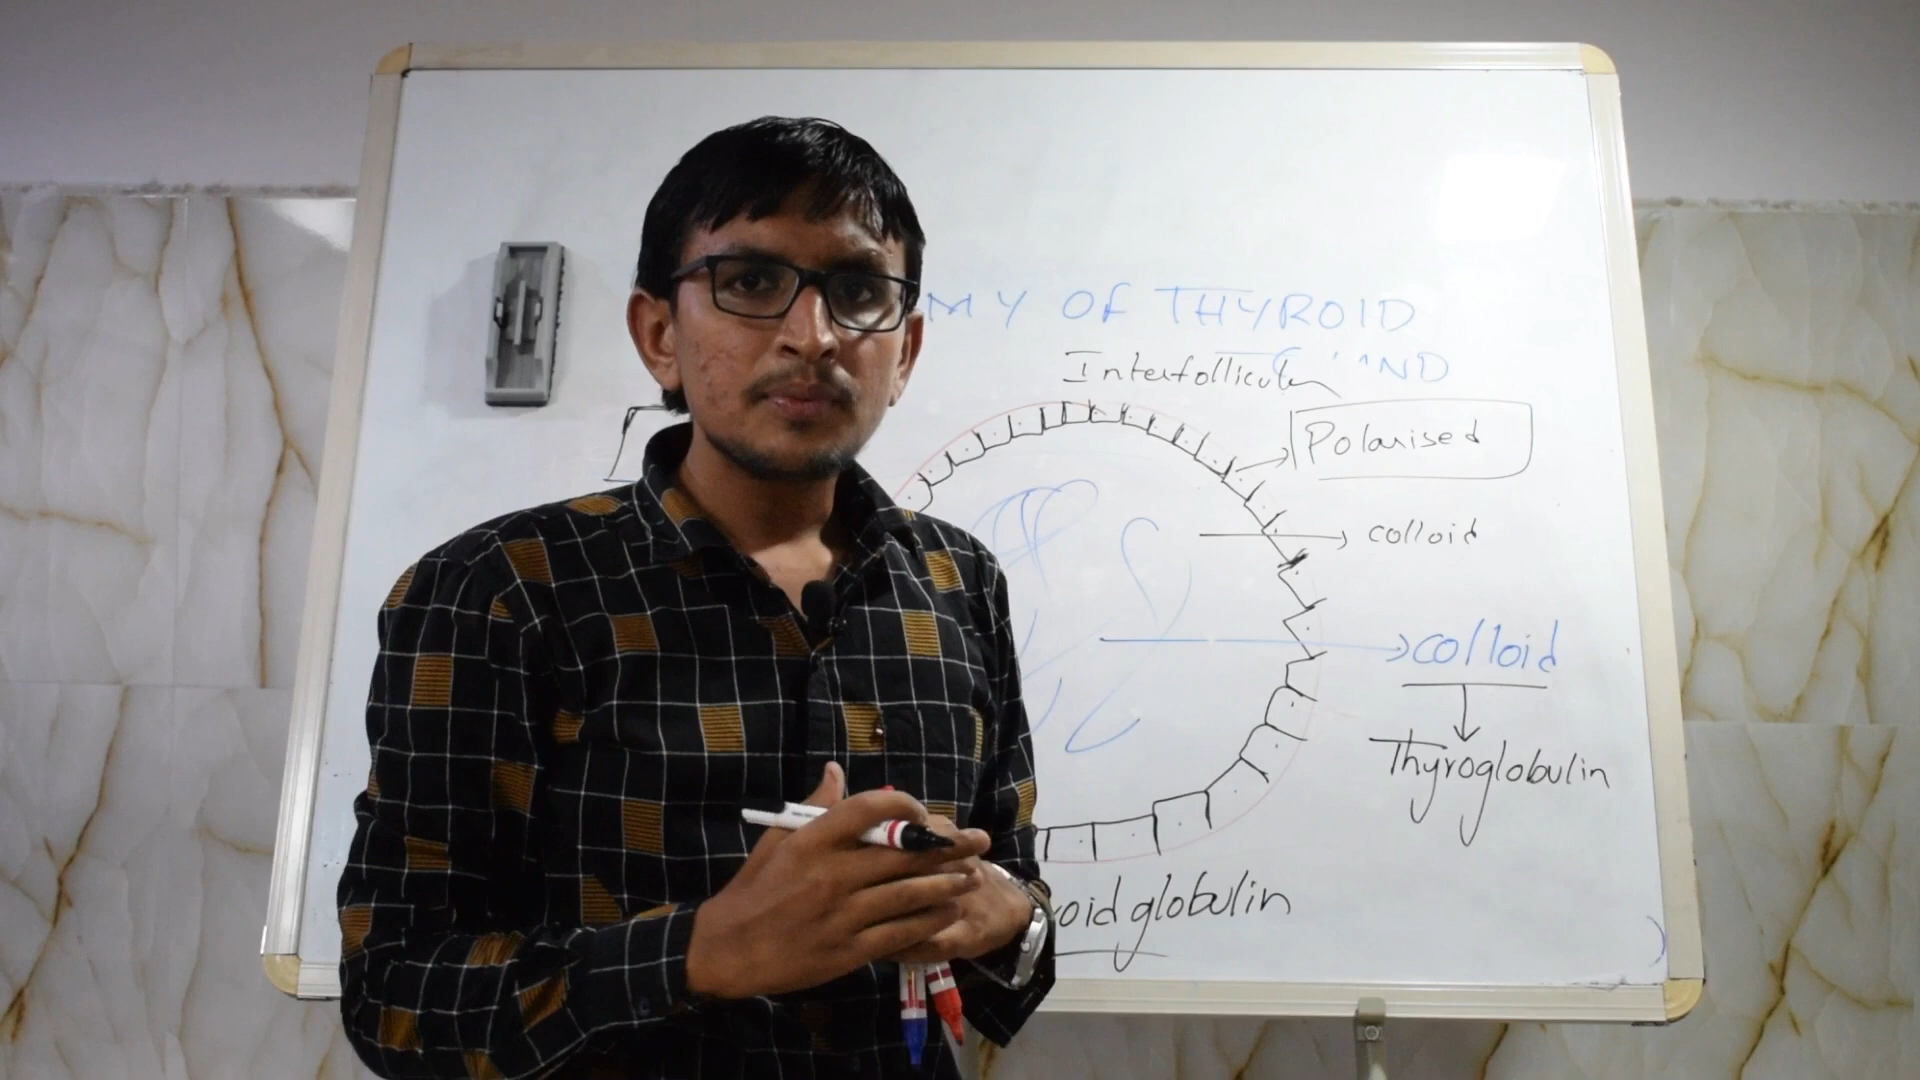 MY OF THYROID
AND
Interfollicular
Polarised
colloid
colloid
Thyroglobulin
oid globulin